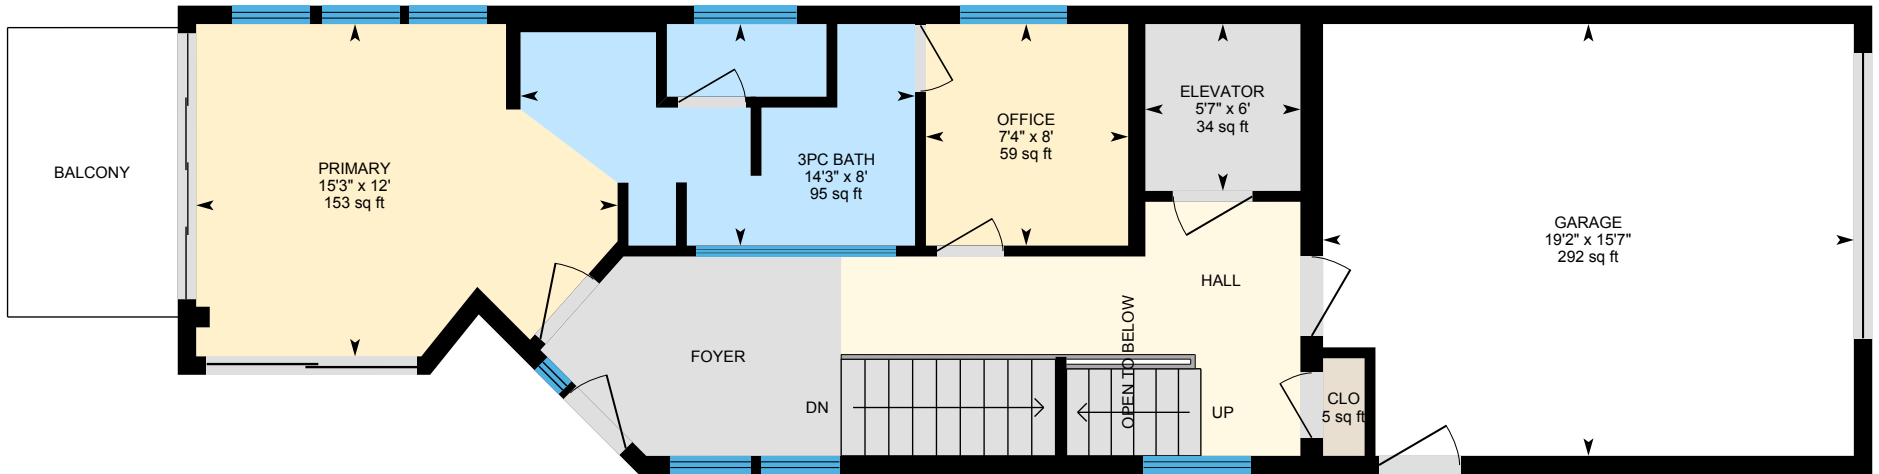 BALCONY
PRIMARY
15'3" x 12'
153 sq ft
3PC BATH
14'3" x 8'
95 sq ft
OFFICE
7'4" x 8'
59 sq ft
ELEVATOR
5'7" x 6'
34 sq ft
GARAGE
19'2" x 15'7"
292 sq ft
HALL
FOYER
OPEN TO BELOW
DN
UP
CLO
5 sq ft